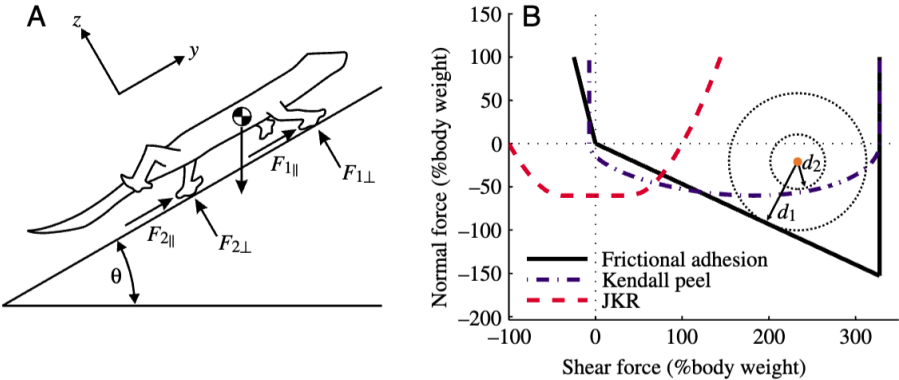 A
z
y
F1∥
F1⊥
F2∥
F2⊥
θ
B
Normal force (%body weight)
150
100
50
0
−50
−100
−150
−200
d2
d1
Frictional adhesion
Kendall peel
JKR
−100 0 100 200 300
Shear force (%body weight)